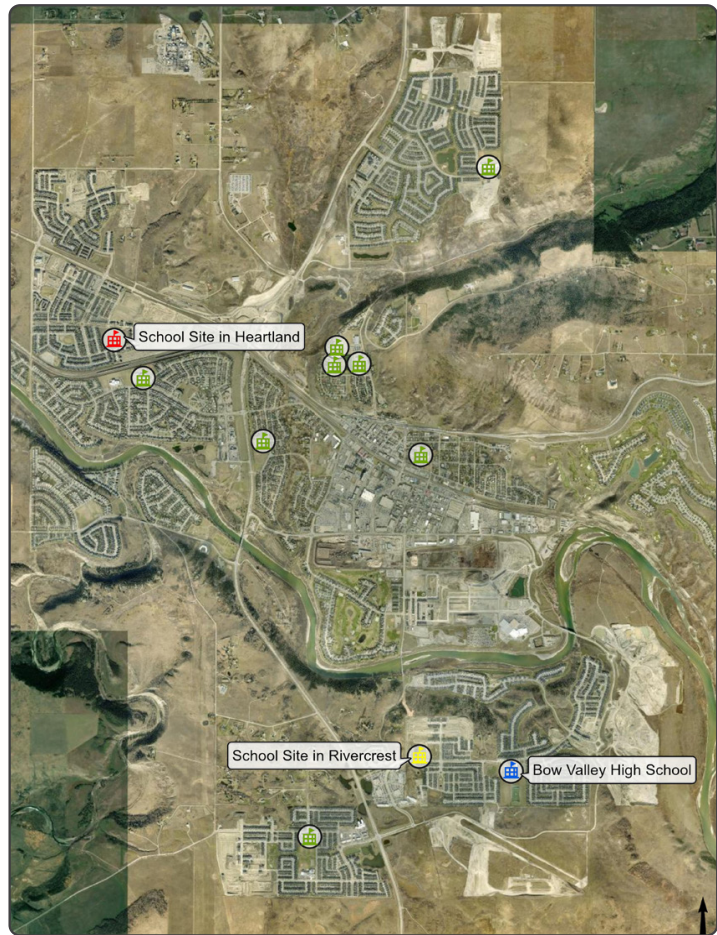 School Site in Heartland
School Site in Rivercrest
Bow Valley High School